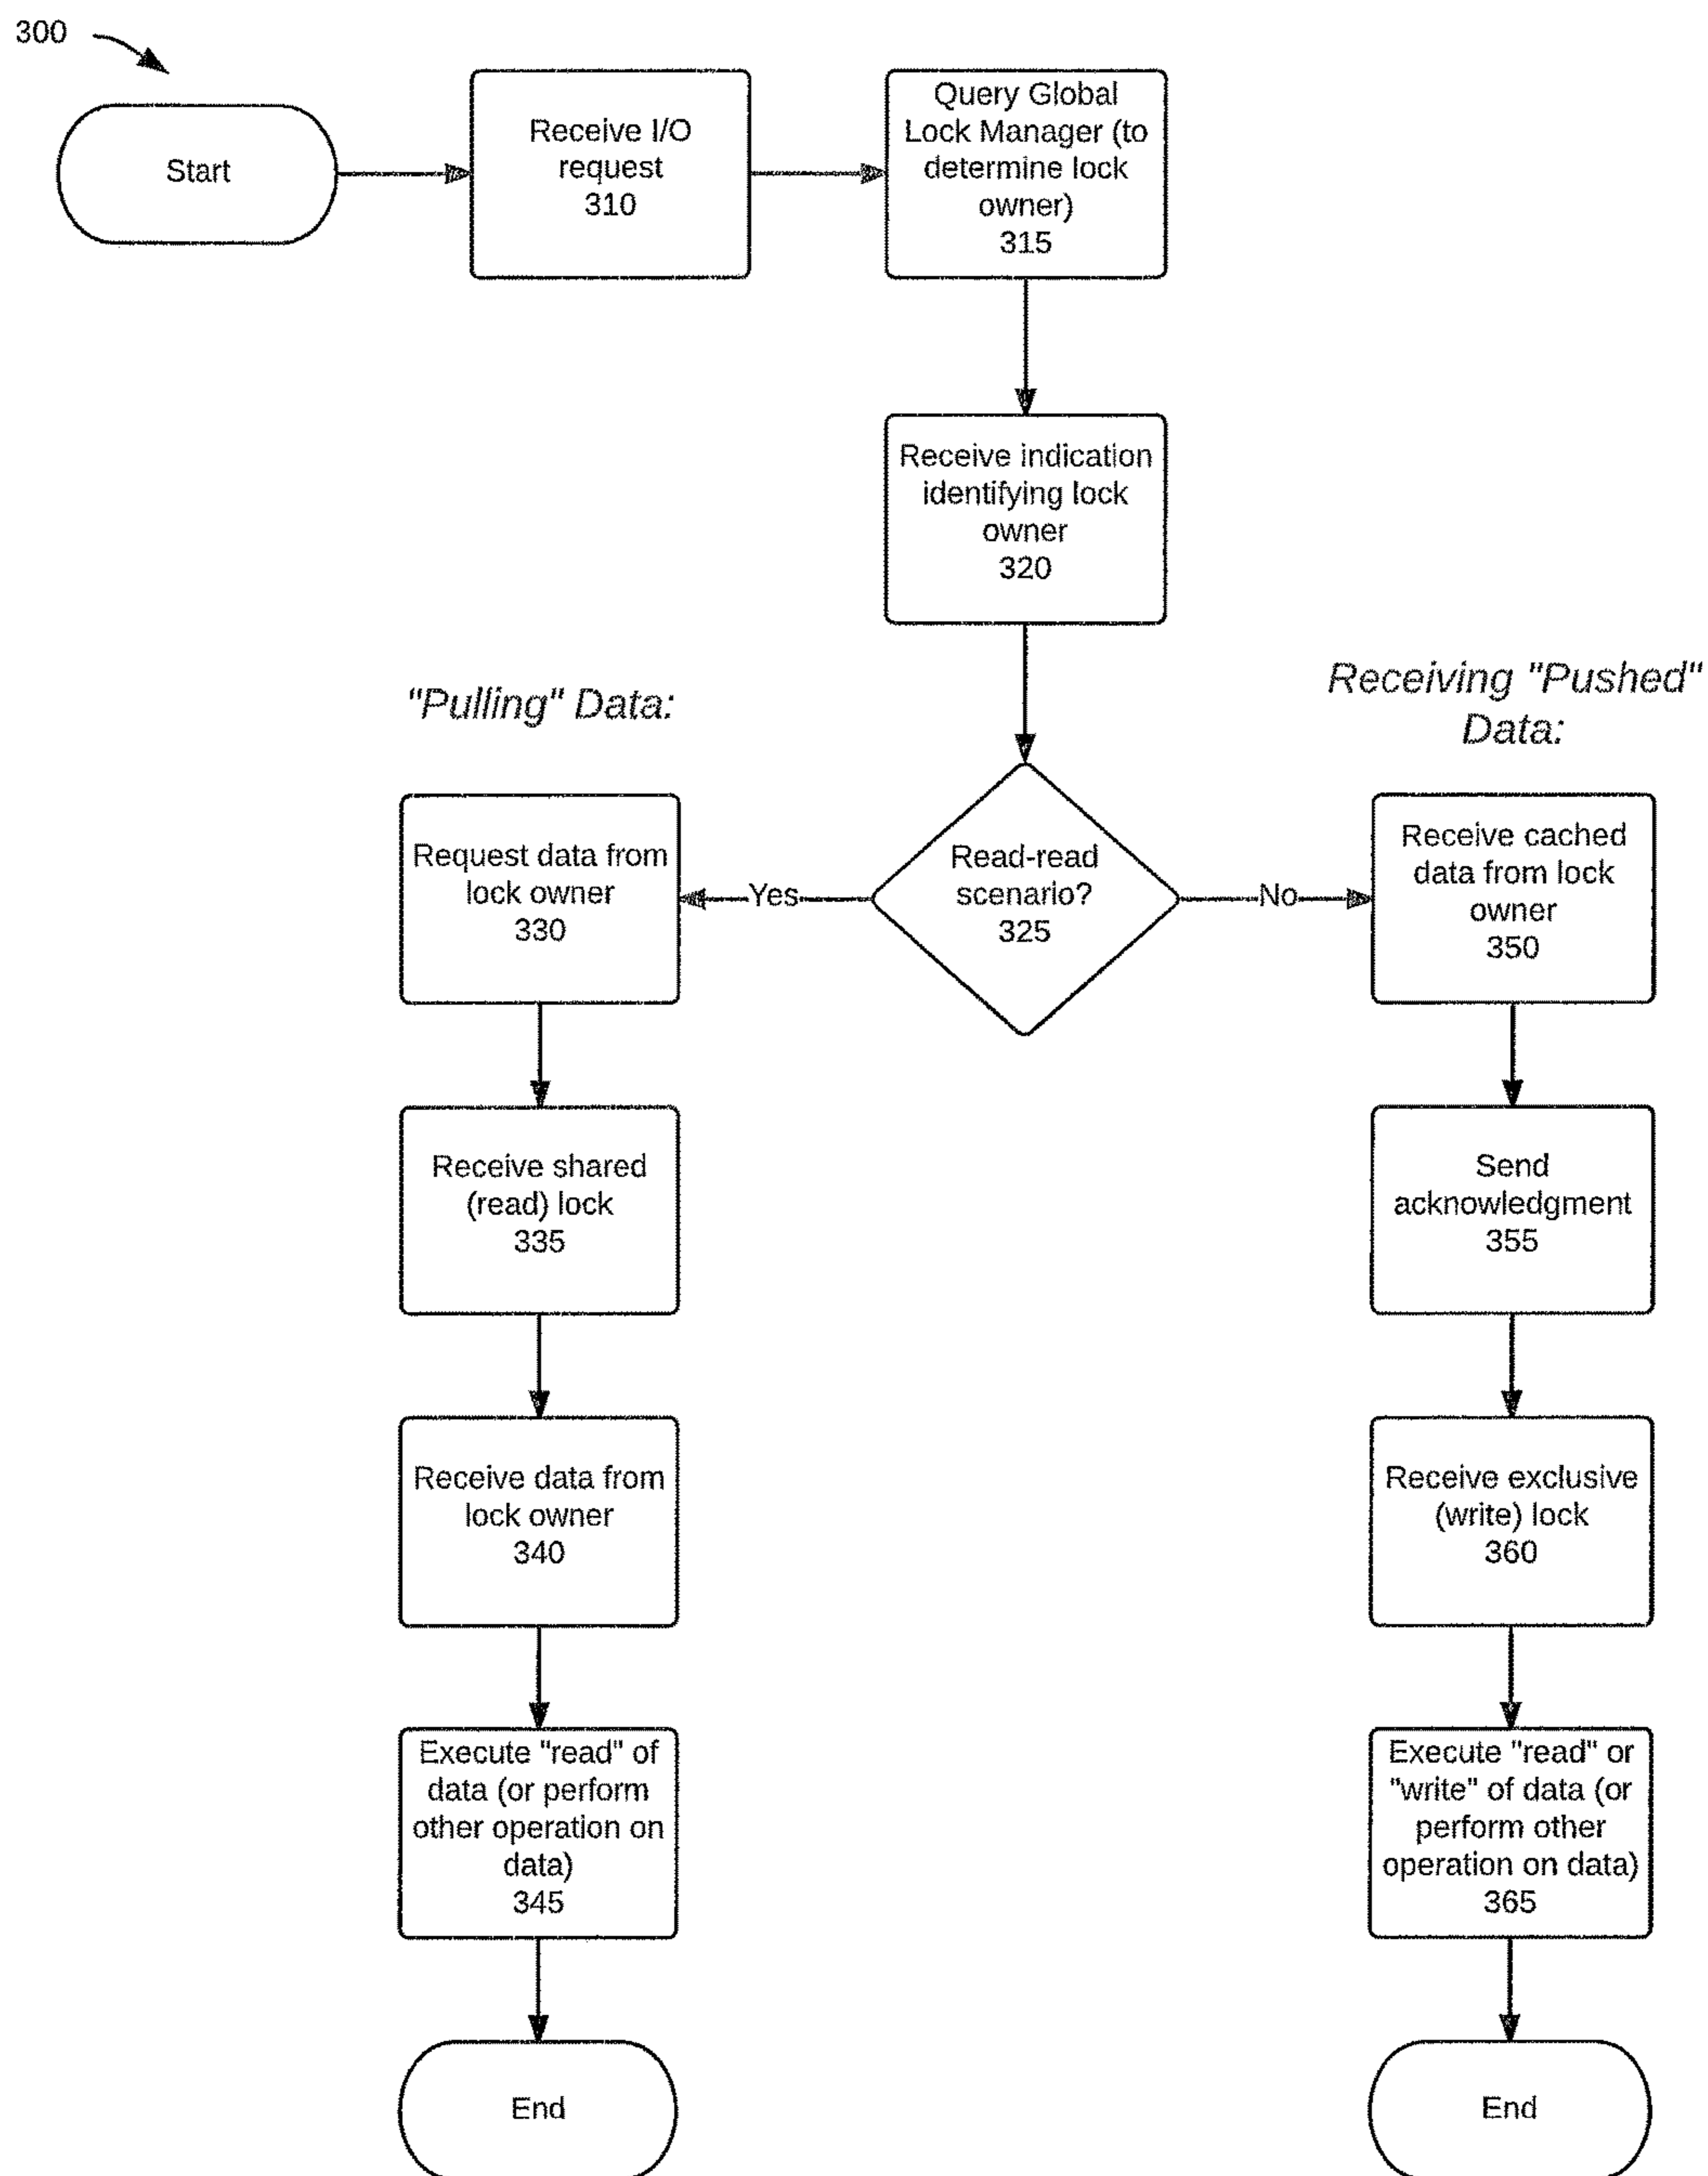 300
Start
Receive I/O
request
310
Query Global
Lock Manager (to
determine lock
owner)
315
Receive indication
identifying lock
owner
320
"Pulling" Data:
Receiving "Pushed"
Data:
Request data from
lock owner
330
Yes
Read-read
scenario?
325
No
Receive cached
data from lock
owner
350
Receive shared
(read) lock
335
Send
acknowledgment
355
Receive data from
lock owner
340
Receive exclusive
(write) lock
360
Execute "read" of
data (or perform
other operation on
data)
345
Execute "read" or
"write" of data (or
perform other
operation on data)
365
End
End